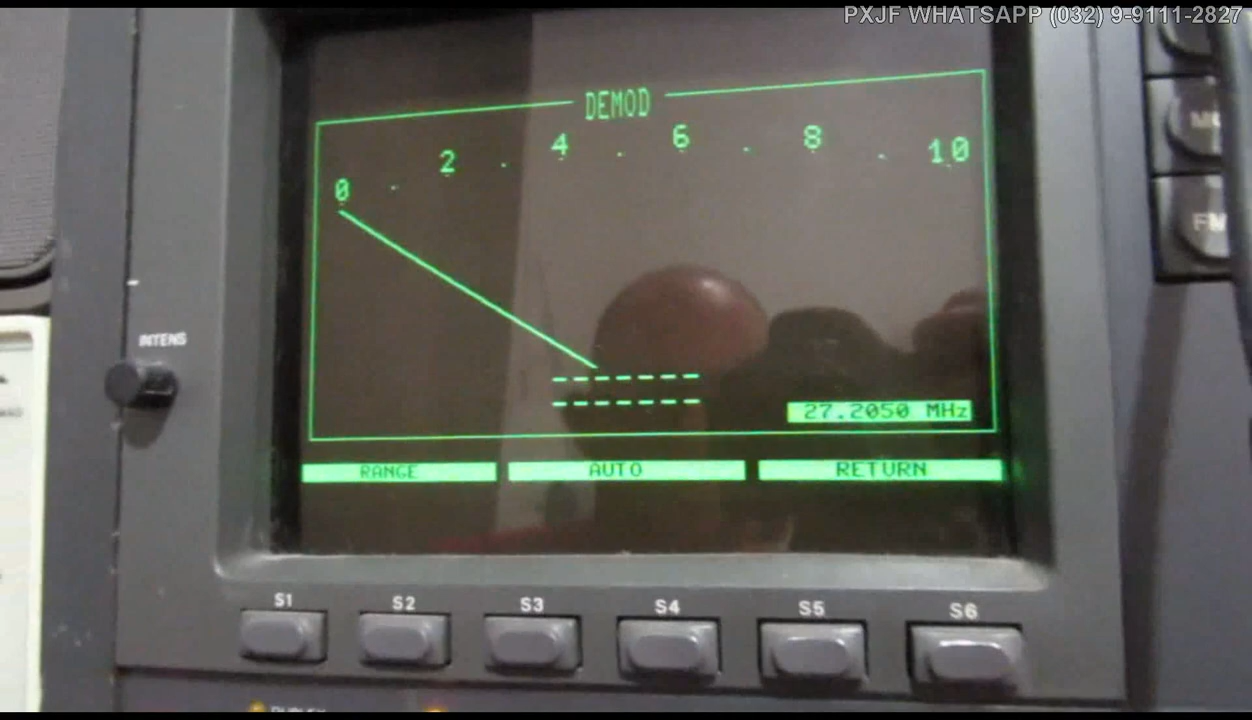 PXJF WHATSAPP (032) 9-9111-2827
DEMOD
0 2 4 6 8 10
27.2050 MHz
RANGE AUTO RETURN
INTENS
S1 S2 S3 S4 S5 S6